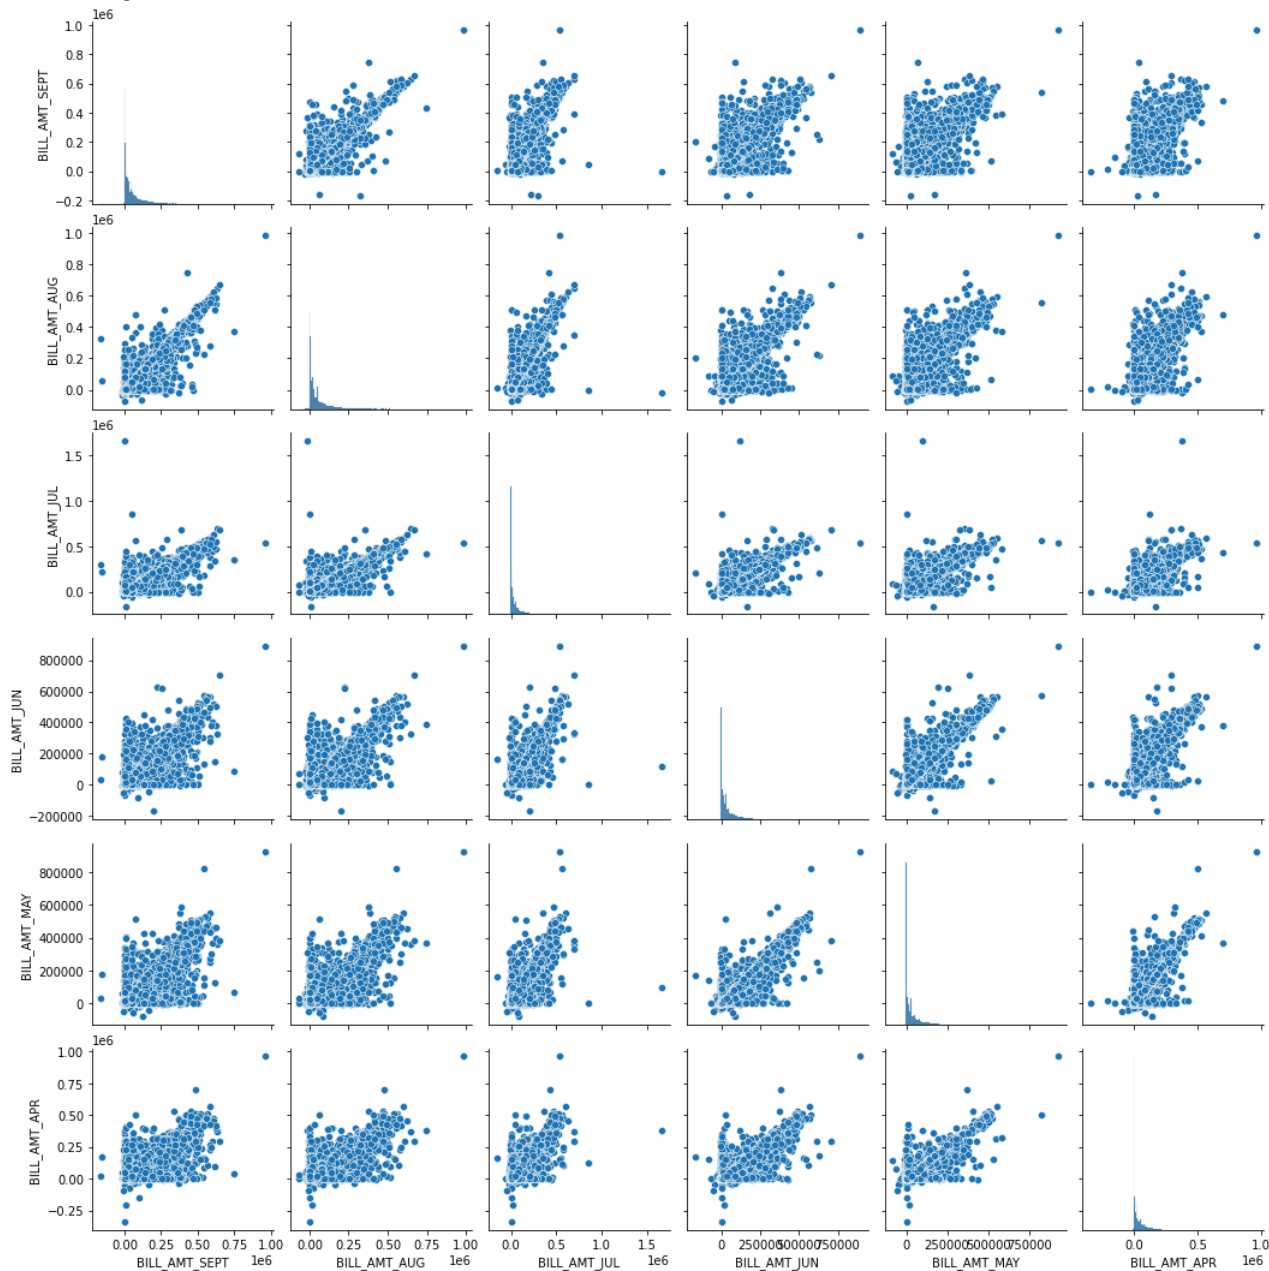 1e6
1.0
0.8
0.6
0.4
0.2
0.0
−0.2
BILL_AMT_SEPT
1e6
1.0
0.8
0.6
0.4
0.2
0.0
BILL_AMT_AUG
1e6
1.5
1.0
0.5
0.0
BILL_AMT_JUL
800000
600000
400000
200000
0
−200000
BILL_AMT_JUN
800000
600000
400000
200000
0
BILL_AMT_MAY
1e6
1.00
0.75
0.50
0.25
0.00
−0.25
BILL_AMT_APR
0.00 0.25 0.50 0.75 1.00
1e6
BILL_AMT_SEPT
0.00 0.25 0.50 0.75 1.00
1e6
BILL_AMT_AUG
0.0 0.5 1.0 1.5
1e6
BILL_AMT_JUL
0 250000 500000 750000
BILL_AMT_JUN
0 250000 500000 750000
BILL_AMT_MAY
0.0 0.5 1.0
1e6
BILL_AMT_APR